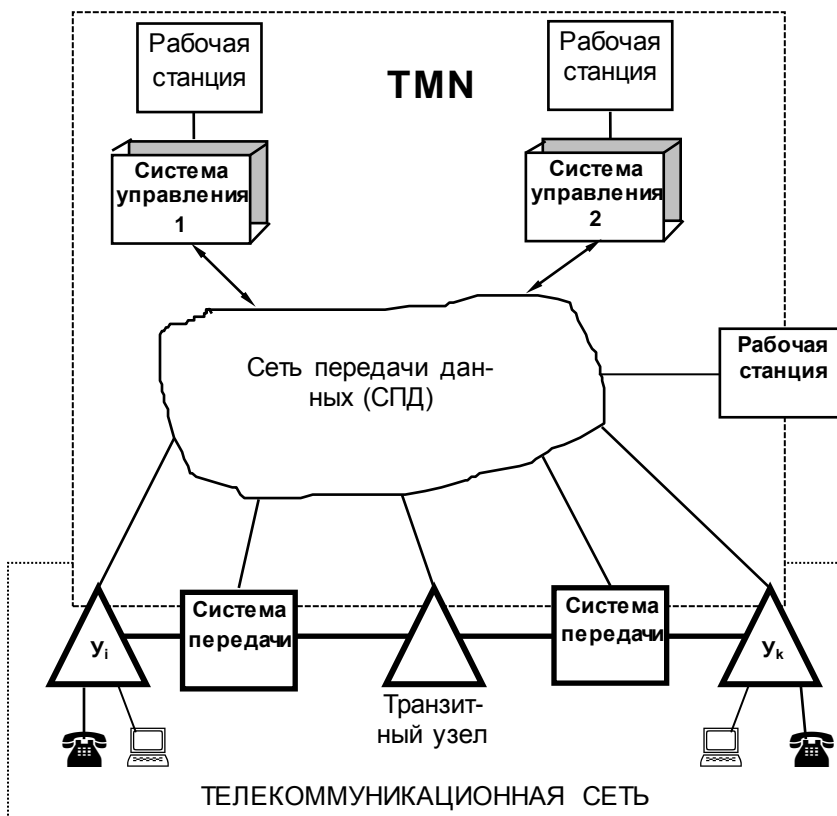 Рабочая
станция
Рабочая
станция
TMN
Система
управления
1
Система
управления
2
Сеть передачи дан-
ных (СПД)
Рабочая
станция
Система
передачи
Система
передачи
Уi
Уk
Транзит-
ный узел
ТЕЛЕКОММУНИКАЦИОННАЯ СЕТЬ